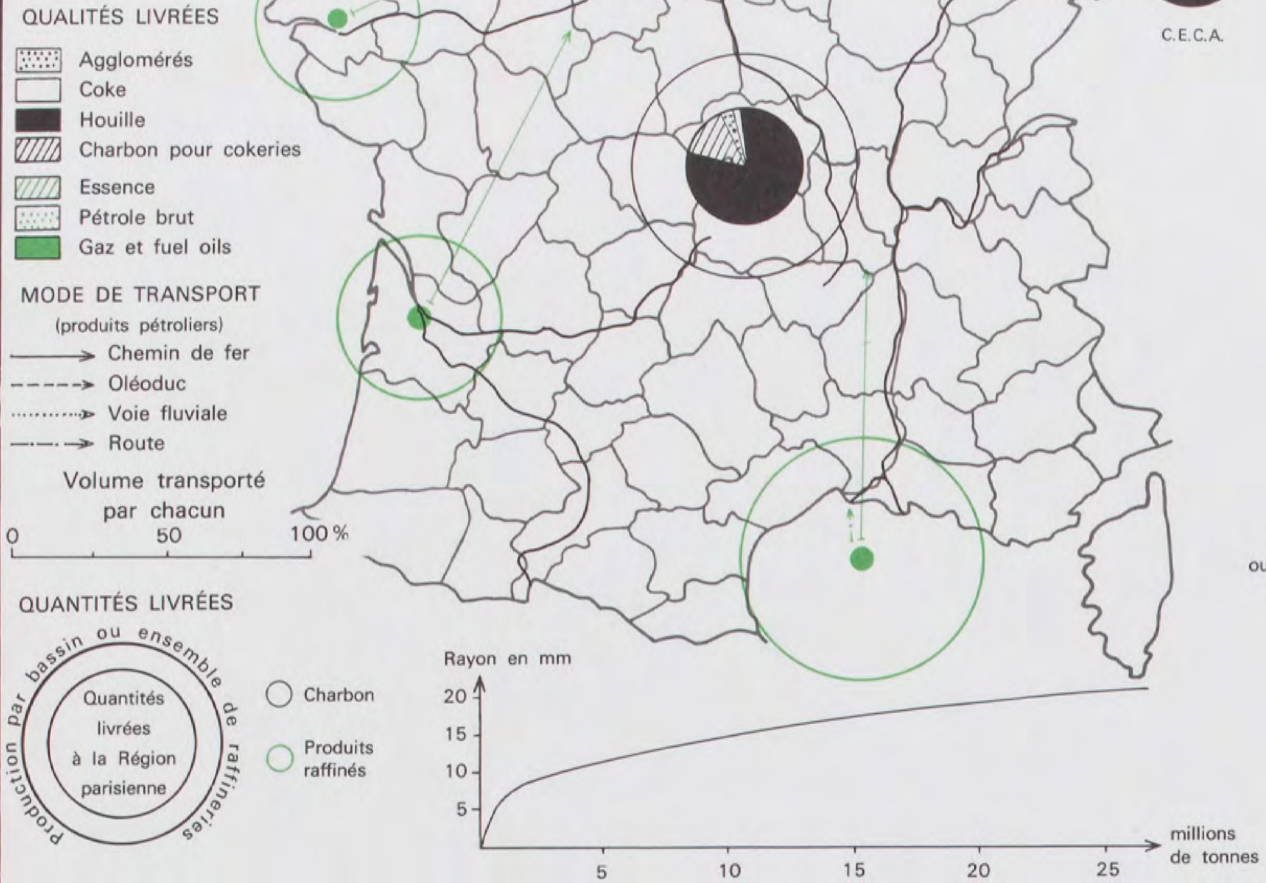 QUALITÉS LIVRÉES
Agglomérés
Coke
Houille
Charbon pour cokeries
Essence
Pétrole brut
Gaz et fuel oils
MODE DE TRANSPORT
(produits pétroliers)
Chemin de fer
Oléoduc
Voie fluviale
Route
Volume transporté
par chacun
0 50 100 %
QUANTITÉS LIVRÉES
Production par bassin ou ensemble de raffineries
Quantités
livrées
à la Région
parisienne
Charbon
Produits
raffinés
C.E.C.A.
ou
Rayon en mm
20
15
10
5
5 10 15 20 25
millions
de tonnes